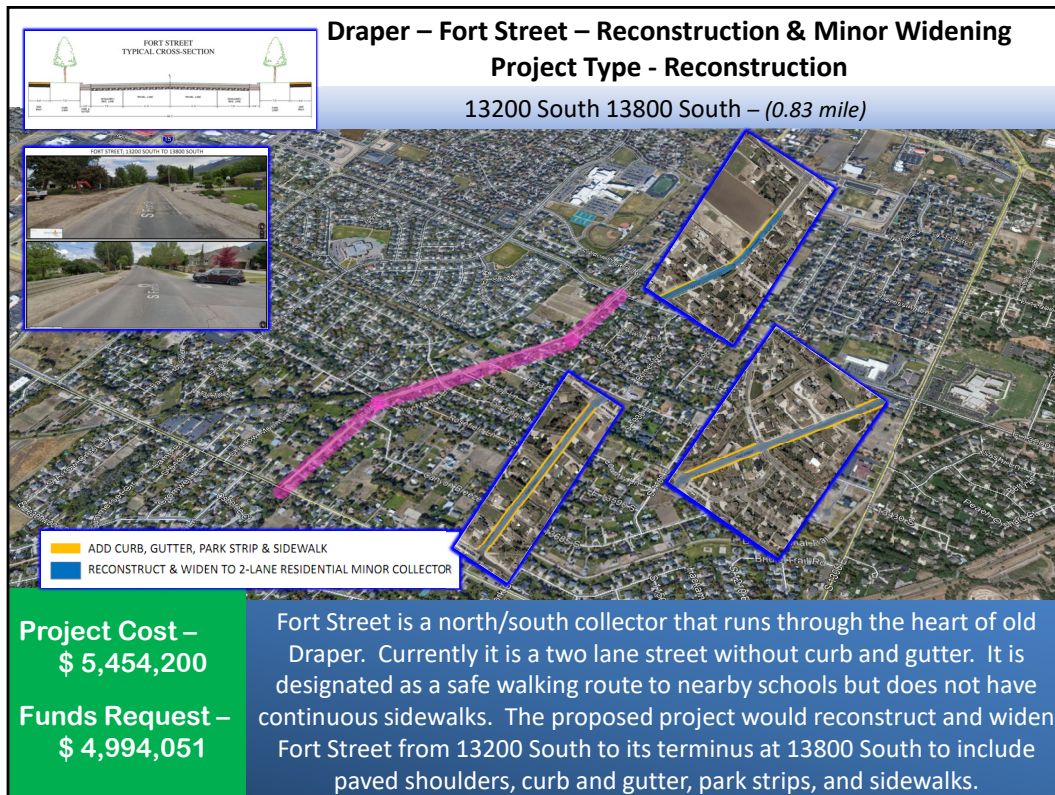 Draper – Fort Street – Reconstruction & Minor Widening
Project Type - Reconstruction
13200 South 13800 South – (0.83 mile)
FORT STREET
TYPICAL CROSS-SECTION
FORT STREET; 13200 SOUTH TO 13800 SOUTH
ADD CURB, GUTTER, PARK STRIP & SIDEWALK
RECONSTRUCT & WIDEN TO 2-LANE RESIDENTIAL MINOR COLLECTOR
Project Cost –
$ 5,454,200
Funds Request –
$ 4,994,051
Fort Street is a north/south collector that runs through the heart of old
Draper. Currently it is a two lane street without curb and gutter. It is
designated as a safe walking route to nearby schools but does not have
continuous sidewalks. The proposed project would reconstruct and widen
Fort Street from 13200 South to its terminus at 13800 South to include
paved shoulders, curb and gutter, park strips, and sidewalks.